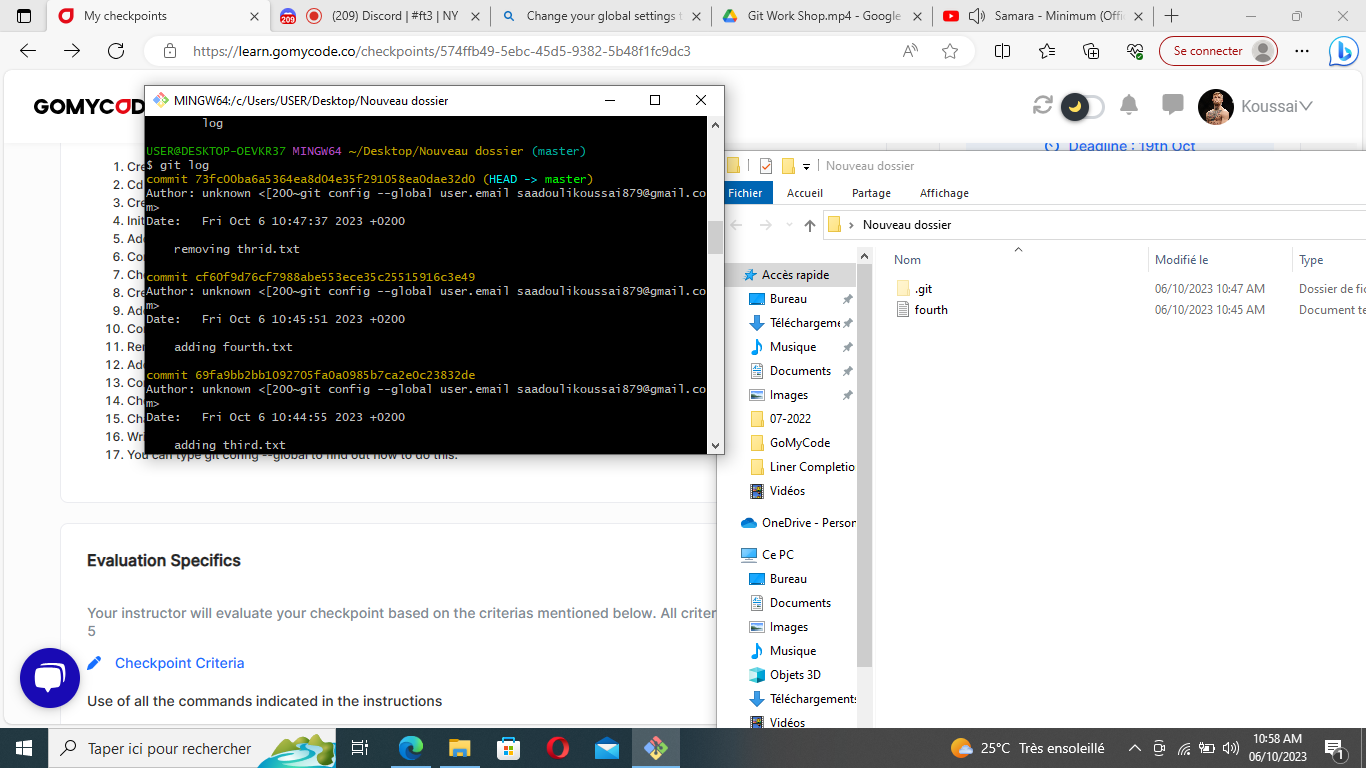 My checkpoints
209
(209) Discord | #ft3 | NY
Change your global settings t
Git Work Shop.mp4 - Google
Samara - Minimum (Offi
https://learn.gomycode.co/checkpoints/574ffb49-5ebc-45d5-9382-5b48f1fc9dc3
Se connecter
GOMYCOD
Koussai
Deadline : 19th Oct
MINGW64:/c/Users/USER/Desktop/Nouveau dossier
log
USER@DESKTOP-OEVKR37 MINGW64 ~/Desktop/Nouveau dossier (master)
$ git log
commit 73fc00ba6a5364ea8d04e35f291058ea0dae32d0 (HEAD -> master)
Author: unknown <[200~git config --global user.email saadoulikoussai879@gmail.co
m>
Date:   Fri Oct 6 10:47:37 2023 +0200
removing thrid.txt
commit cf60f9d76cf7988abe553ece35c25515916c3e49
Author: unknown <[200~git config --global user.email saadoulikoussai879@gmail.co
m>
Date:   Fri Oct 6 10:45:51 2023 +0200
adding fourth.txt
commit 69fa9bb2bb1092705fa0a0985b7ca2e0c23832de
Author: unknown <[200~git config --global user.email saadoulikoussai879@gmail.co
m>
Date:   Fri Oct 6 10:44:55 2023 +0200
adding third.txt
1. Cre
2. Cd
3. Cre
4. Init
5. Add
6. Con
7. Che
8. Cre
9. Add
10. Con
11. Ren
12. Add
13. Con
14. Cha
15. Cha
16. Wri
17. You can type git config --global to find out how to do this.
Evaluation Specifics
Your instructor will evaluate your checkpoint based on the criterias mentioned below. All criter
5
Checkpoint Criteria
Use of all the commands indicated in the instructions
Nouveau dossier
Fichier
Accueil
Partage
Affichage
Nouveau dossier
Nom
Modifié le
Type
.git
06/10/2023 10:47 AM
Dossier de fic
fourth
06/10/2023 10:45 AM
Document te
Accès rapide
Bureau
Téléchargeme
Musique
Documents
Images
07-2022
GoMyCode
Liner Completio
Vidéos
OneDrive - Person
Ce PC
Bureau
Documents
Images
Musique
Objets 3D
Téléchargements
Vidéos
Taper ici pour rechercher
25°C Très ensoleillé
10:58 AM
06/10/2023
1